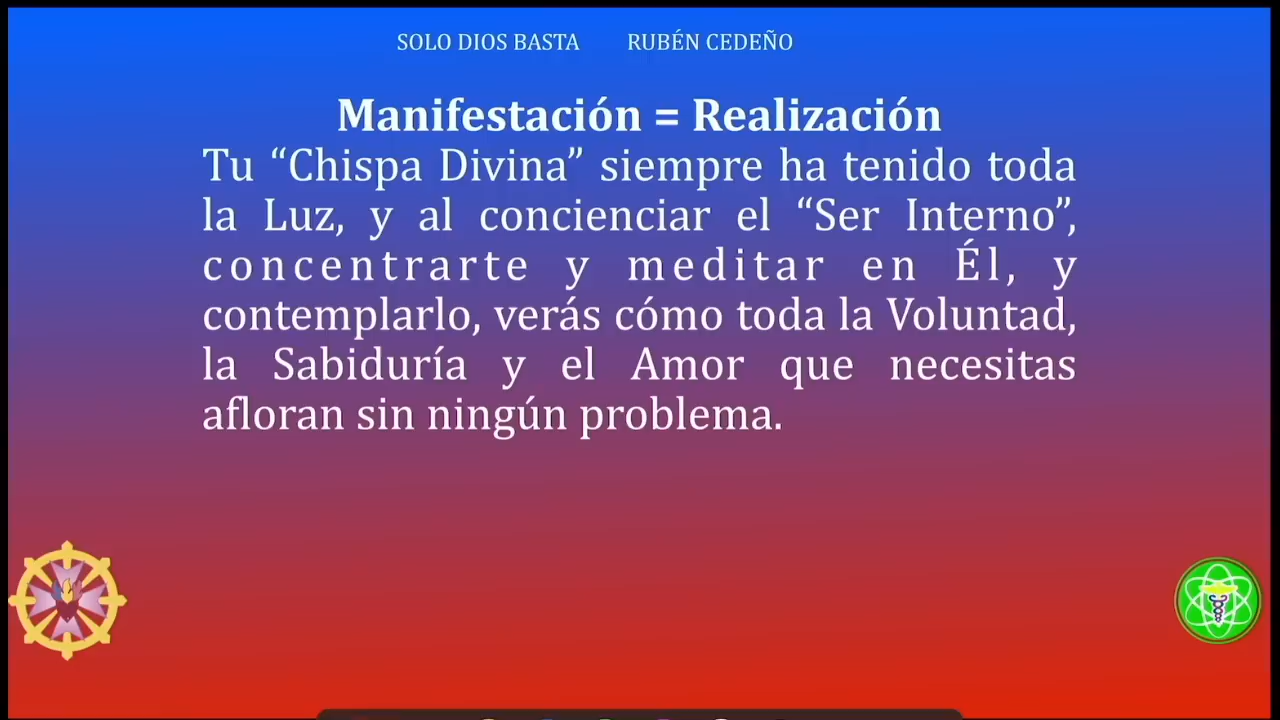 SOLO DIOS BASTA RUBÉN CEDEÑO
Manifestación = Realización
Tu “Chispa Divina” siempre ha tenido toda
la Luz, y al concienciar el “Ser Interno”,
concentrarte y meditar en Él, y
contemplarlo, verás cómo toda la Voluntad,
la Sabiduría y el Amor que necesitas
afloran sin ningún problema.